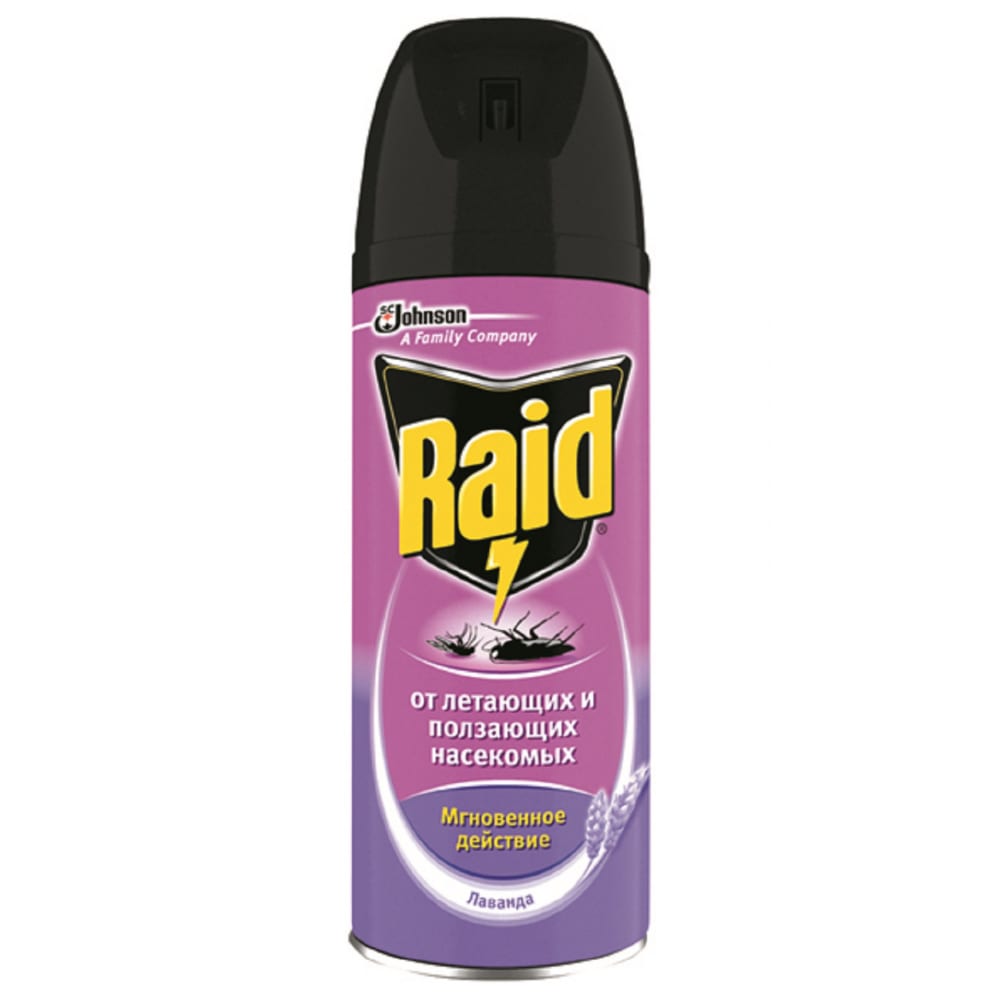 SC Johnson
A Family Company
Raid®
от летающих и
ползающих
насекомых
Мгновенное
действие
Лаванда